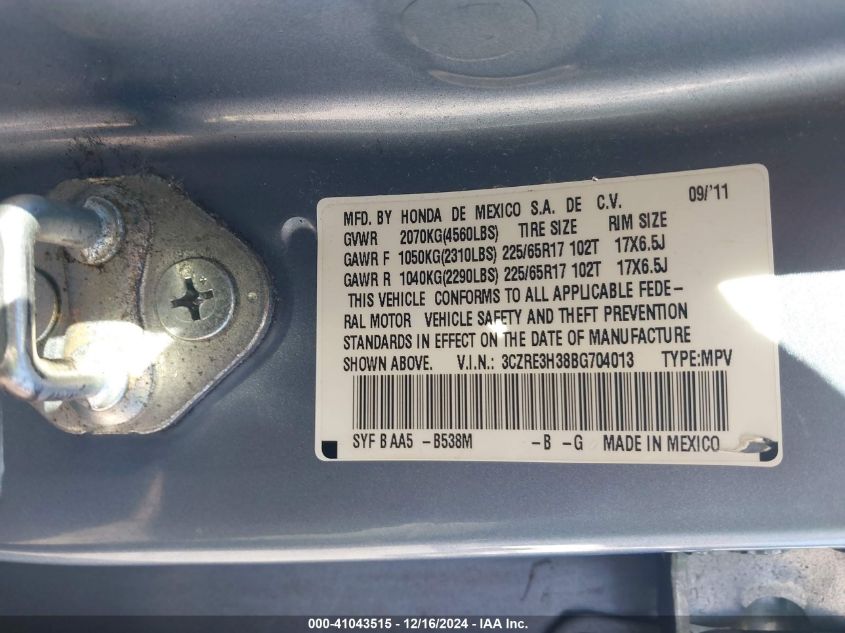 MFD. BY HONDA DE MEXICO S.A. DE C.V. 09/'11
GVWR 2070KG(4560LBS) TIRE SIZE RIM SIZE
GAWR F 1050KG(2310LBS) 225/65R17 102T 17X6.5J
GAWR R 1040KG(2290LBS) 225/65R17 102T 17X6.5J
THIS VEHICLE CONFORMS TO ALL APPLICABLE FEDE-
RAL MOTOR VEHICLE SAFETY AND THEFT PREVENTION
STANDARDS IN EFFECT ON THE DATE OF MANUFACTURE
SHOWN ABOVE. V.I.N.: 3CZRE3H38BG704013 TYPE:MPV
SYF B AA5 -B538M -B -G MADE IN MEXICO
000-41043515 - 12/16/2024 - IAA Inc.